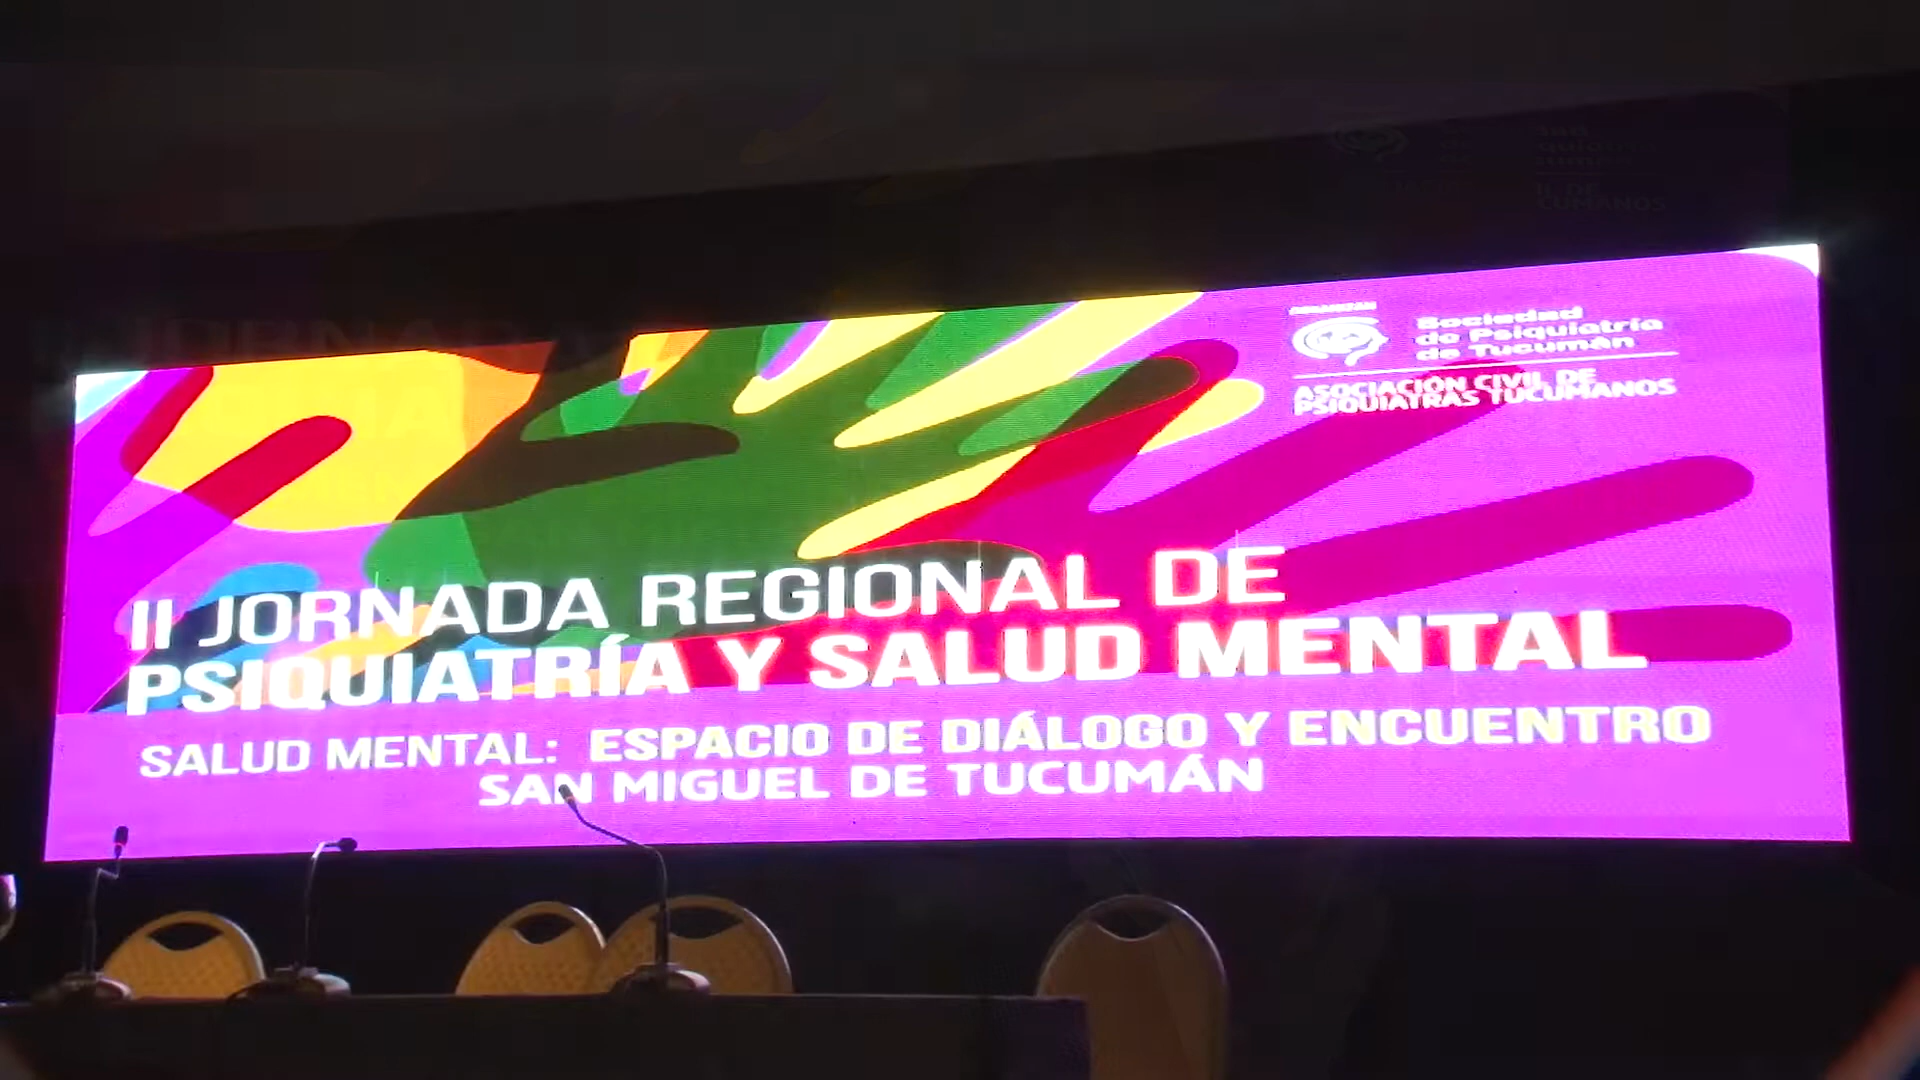 Sociedad
de Psiquiatría
de Tucumán
ASOCIACIÓN CIVIL DE
PSIQUIATRAS TUCUMANOS
II JORNADA REGIONAL DE
PSIQUIATRÍA Y SALUD MENTAL
SALUD MENTAL: ESPACIO DE DIÁLOGO Y ENCUENTRO
SAN MIGUEL DE TUCUMÁN